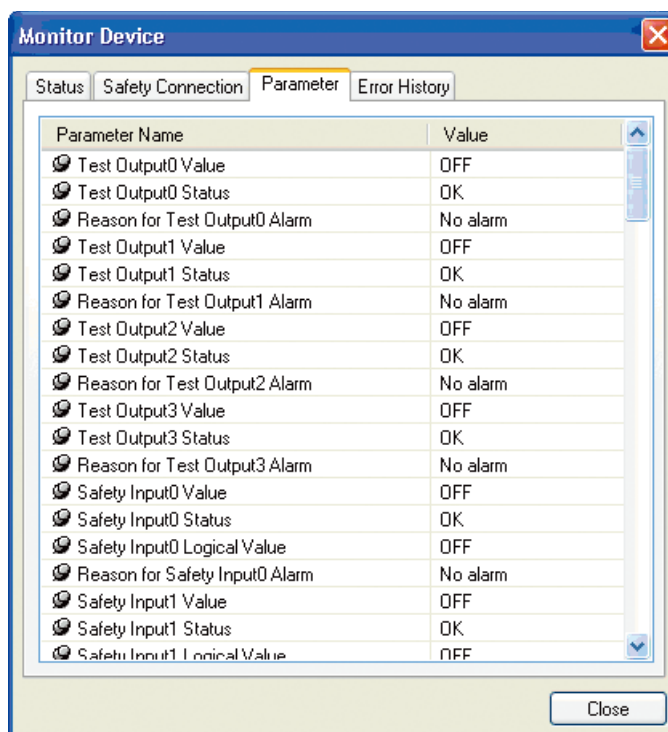 Monitor Device
Status Safety Connection Parameter Error History
Parameter Name Value
Test Output0 Value OFF
Test Output0 Status OK
Reason for Test Output0 Alarm No alarm
Test Output1 Value OFF
Test Output1 Status OK
Reason for Test Output1 Alarm No alarm
Test Output2 Value OFF
Test Output2 Status OK
Reason for Test Output2 Alarm No alarm
Test Output3 Value OFF
Test Output3 Status OK
Reason for Test Output3 Alarm No alarm
Safety Input0 Value OFF
Safety Input0 Status OK
Safety Input0 Logical Value OFF
Reason for Safety Input0 Alarm No alarm
Safety Input1 Value OFF
Safety Input1 Status OK
Safety Input1 Logical Value OFF
Close